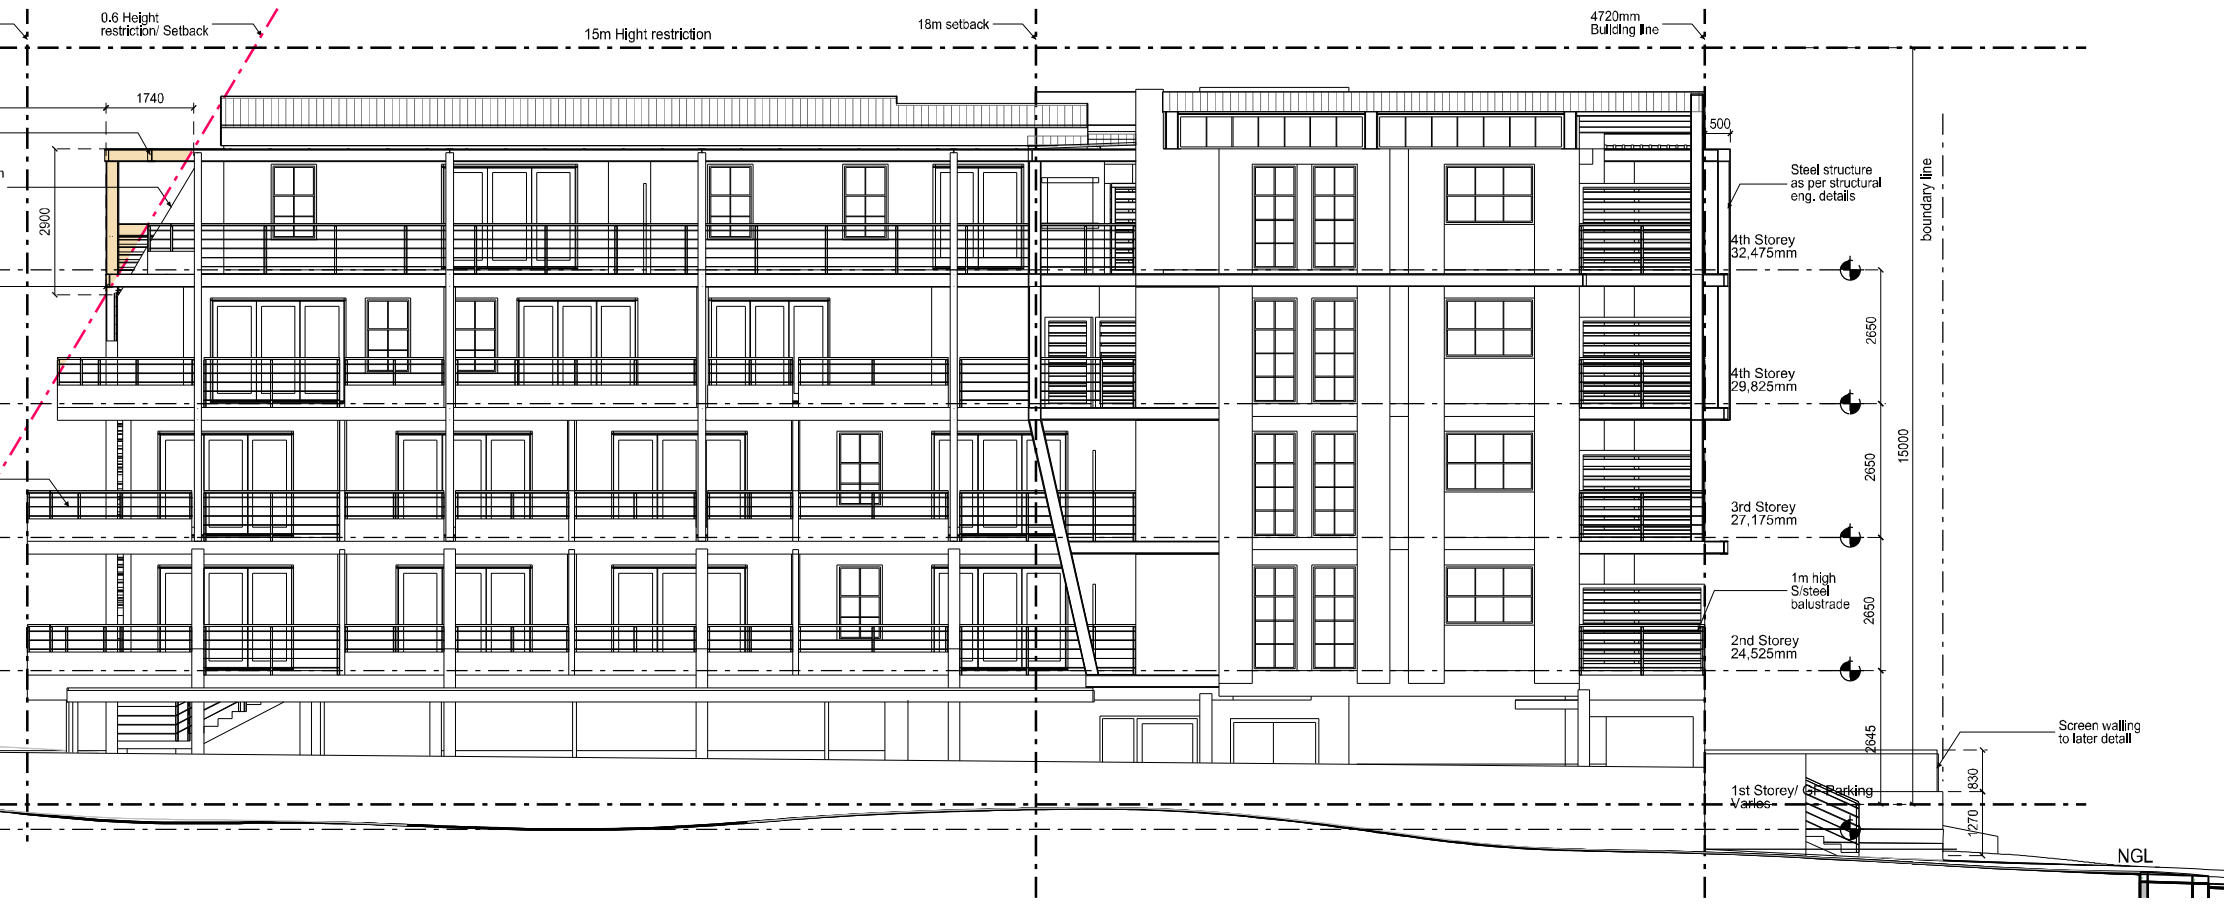 0.6 Height
restriction/ Setback
15m Hight restriction
18m setback
4720mm
Building line
1740
500
2900
Steel structure
as per structural
eng. details
boundary line
4th Storey
32,475mm
2650
4th Storey
29,825mm
15000
2650
3rd Storey
27,175mm
1m high
S/steel
balustrade
2650
2nd Storey
24,525mm
2645
Screen walling
to later detail
830
1st Storey/ GF Parking
Varies
1270
NGL